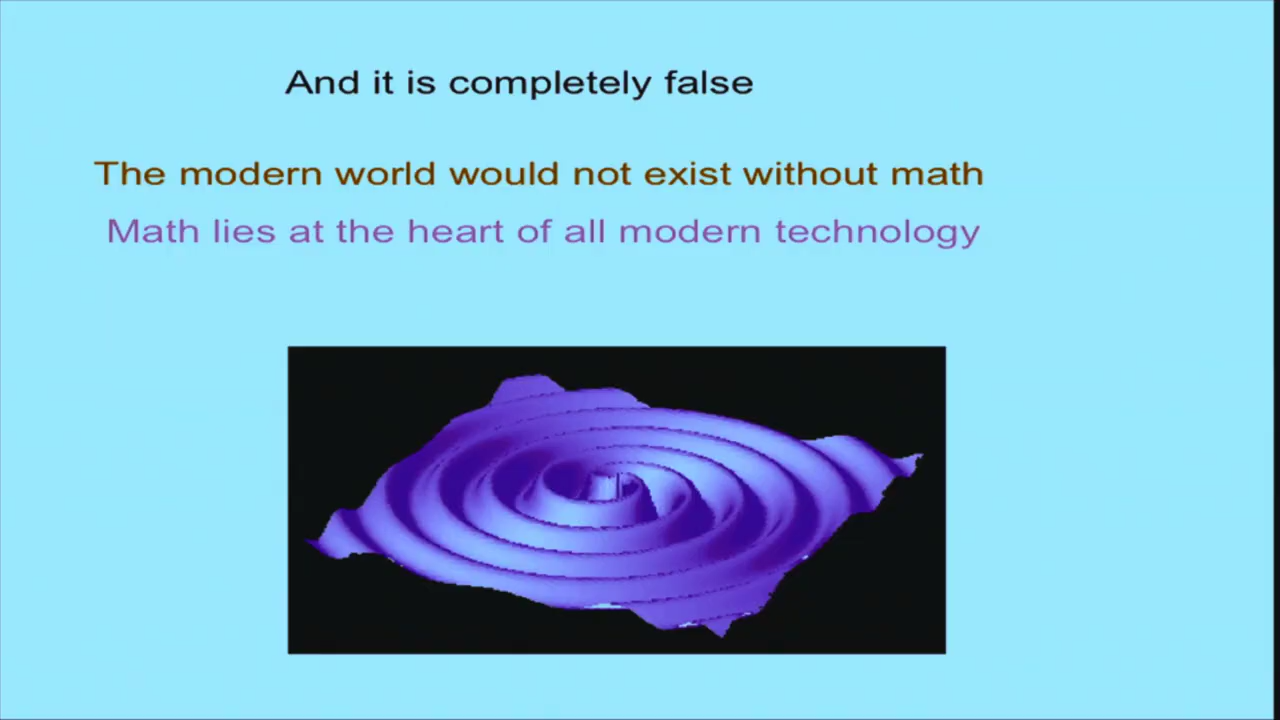 And it is completely false
The modern world would not exist without math
Math lies at the heart of all modern technology